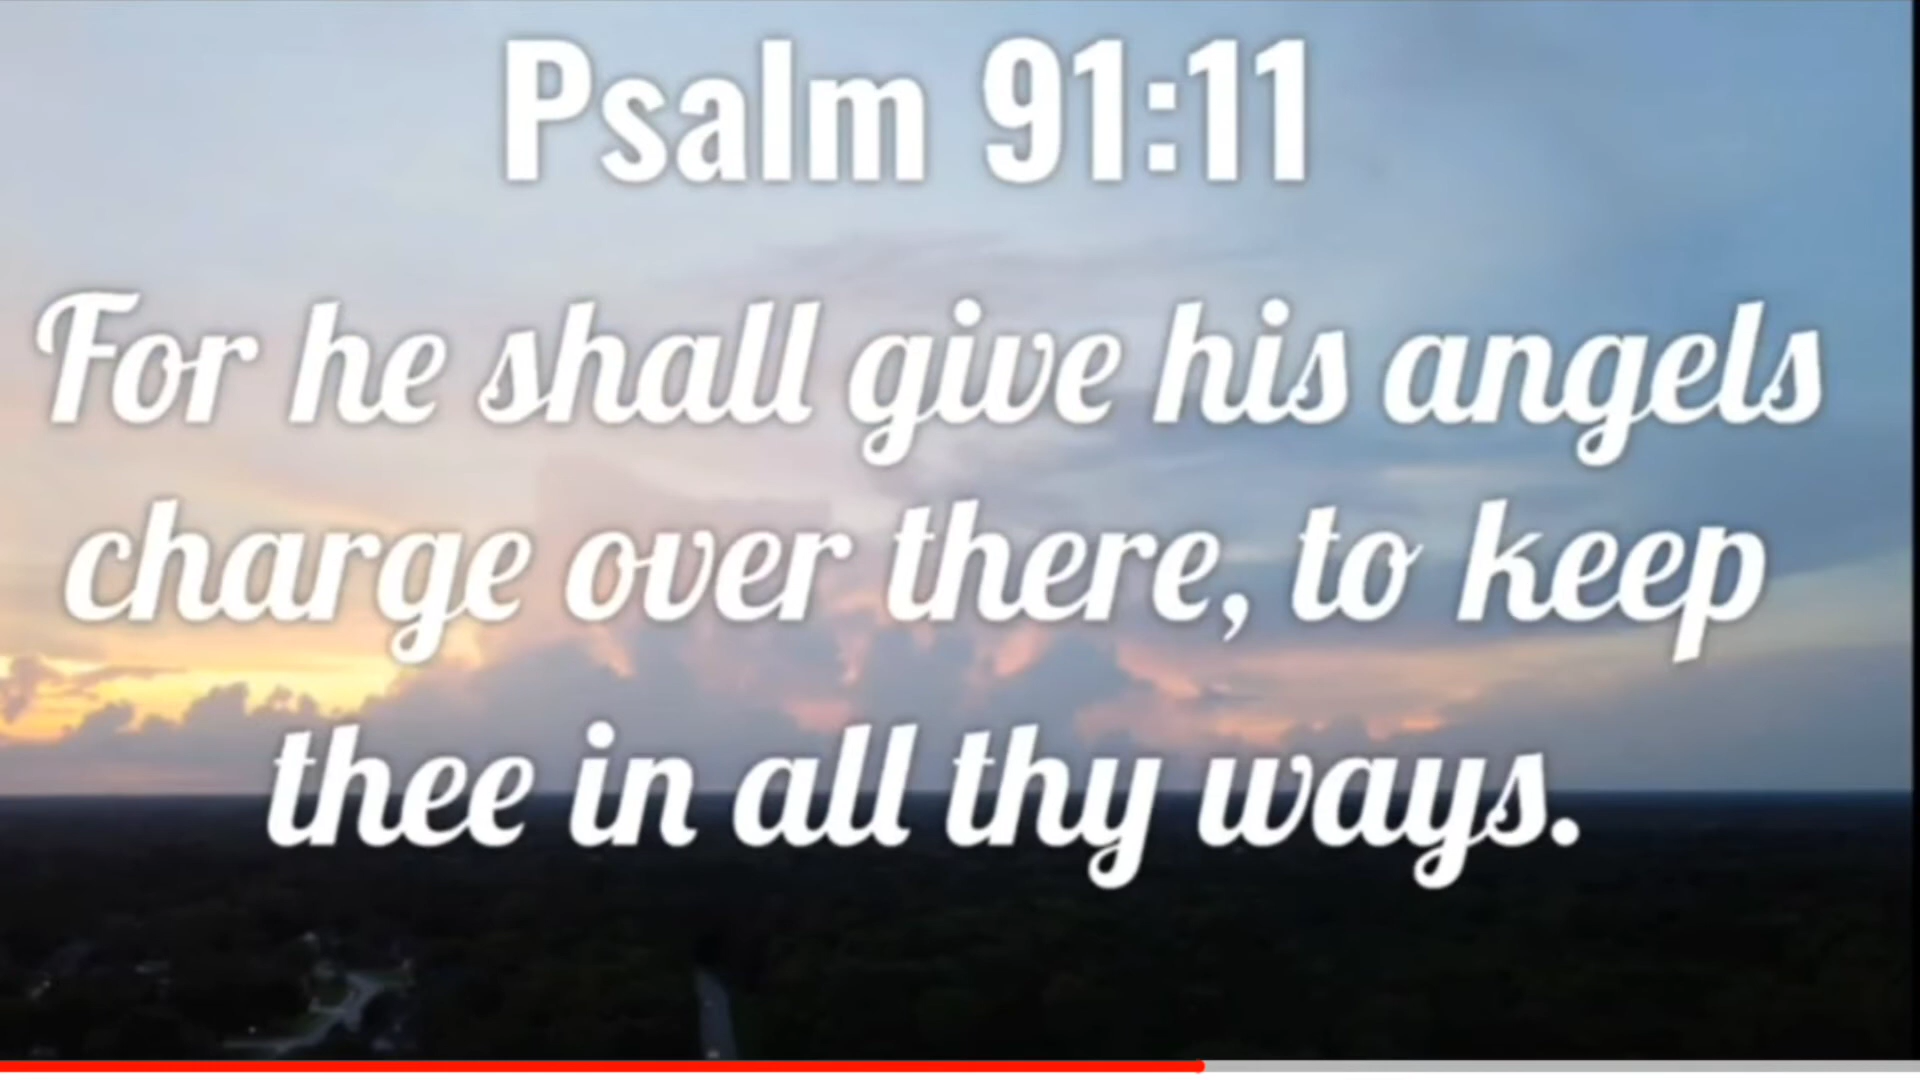 Psalm 91:11
For he shall give his angels
charge over there, to keep
thee in all thy ways.